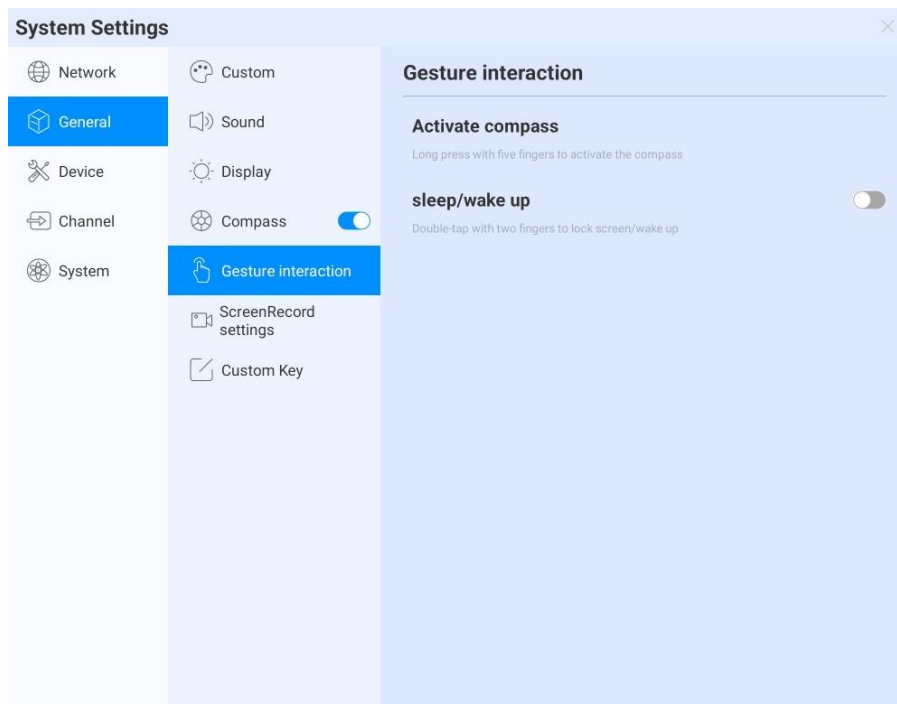 System Settings
Network
General
Device
Channel
System
Custom
Sound
Display
Compass
Gesture interaction
ScreenRecord
settings
Custom Key
Gesture interaction
Activate compass
Long press with five fingers to activate the compass
sleep/wake up
Double-tap with two fingers to lock screen/wake up